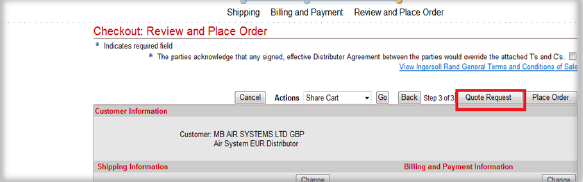 Shipping Billing and Payment Review and Place Order
Checkout: Review and Place Order
* Indicates required field
* The parties acknowledge that any signed, effective Distributor Agreement between the parties would override the attached T's and C's.
View Ingersoll Rand General Terms and Conditions of Sale
Cancel Actions Share Cart Go Back Step 3 of 3 Quote Request Place Order
Customer Information
Customer: MB AIR SYSTEMS LTD GBP
Air System EUR Distributor
Shipping Information Billing and Payment Information
Change Change